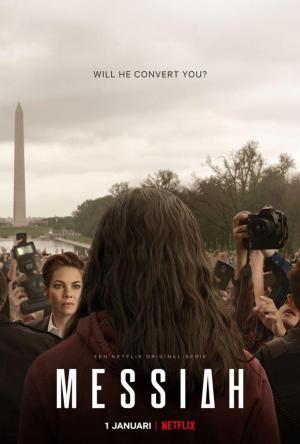 WILL HE CONVERT YOU?
EEN NETFLIX ORIGINAL SERIE
MESSIAH
1 JANUARI | NETFLIX